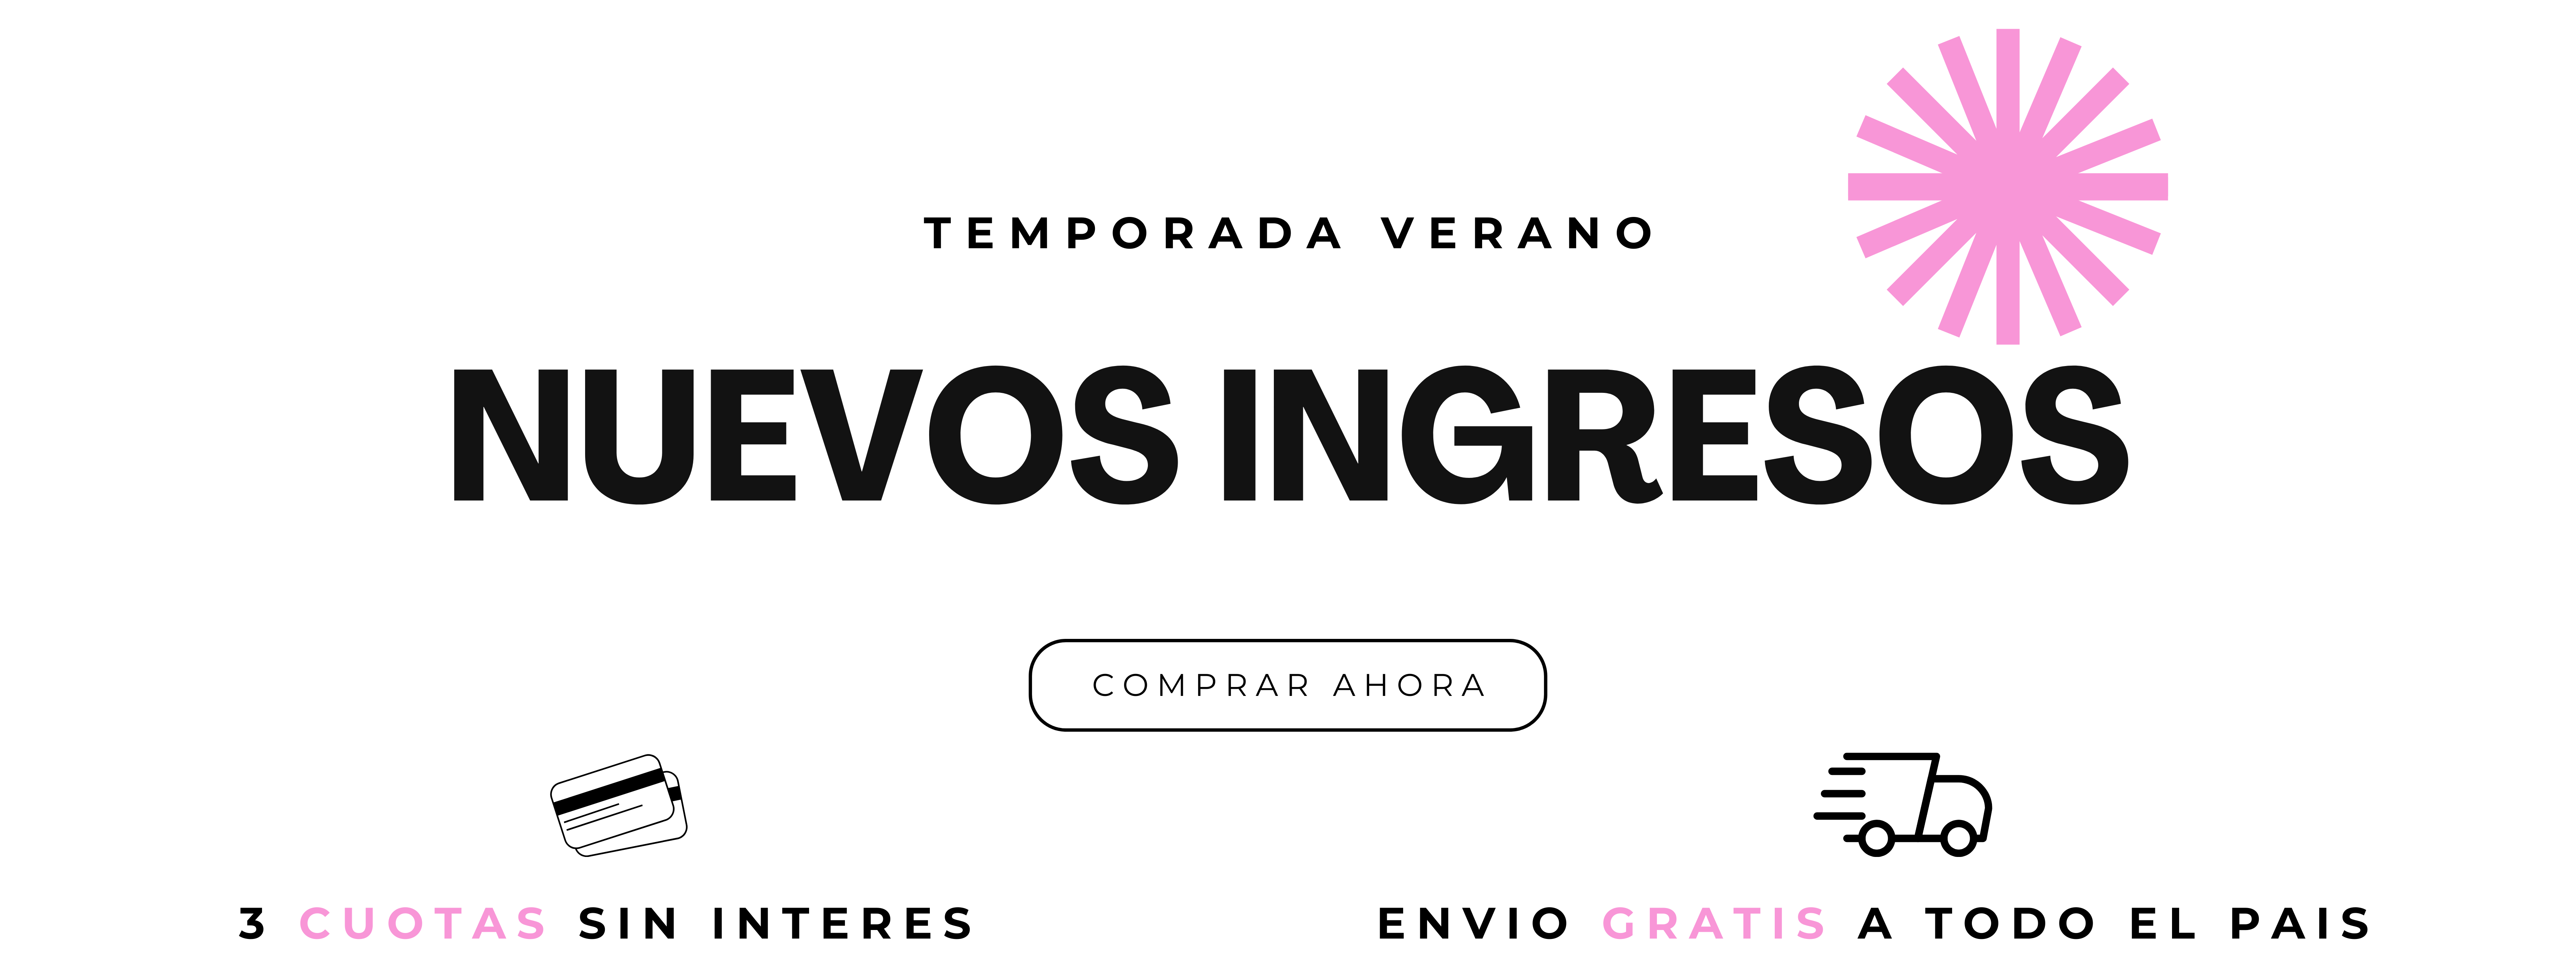 TEMPORADA VERANO
NUEVOS INGRESOS
COMPRAR AHORA
3 CUOTAS SIN INTERES
ENVIO GRATIS A TODO EL PAIS